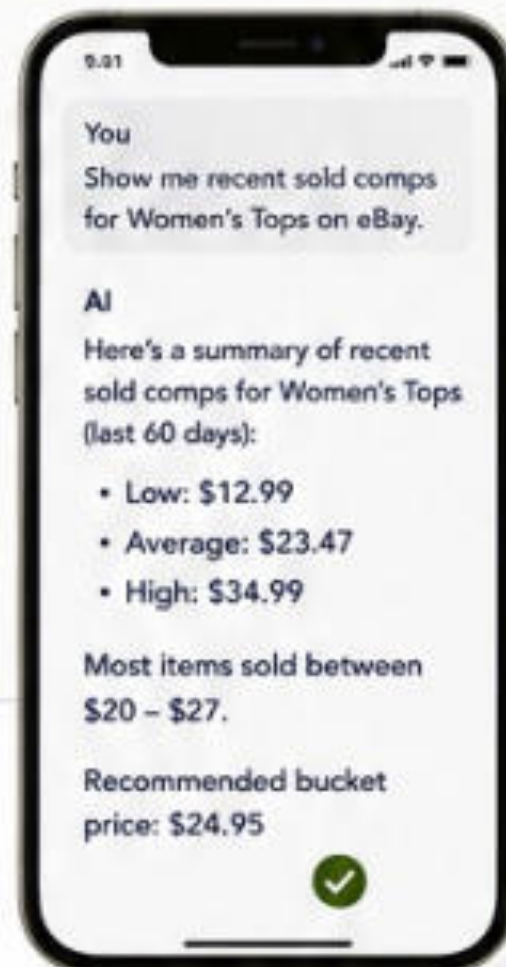 9:01
You
Show me recent sold comps
for Women's Tops on eBay.
AI
Here's a summary of recent
sold comps for Women's Tops
(last 60 days):
• Low: $12.99
• Average: $23.47
• High: $34.99
Most items sold between
$20 – $27.
Recommended bucket
price: $24.95